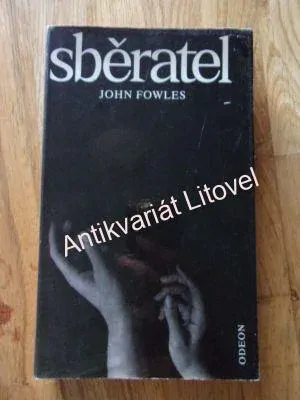 sběratel
JOHN FOWLES
Antikvariát Litovel
ODEON